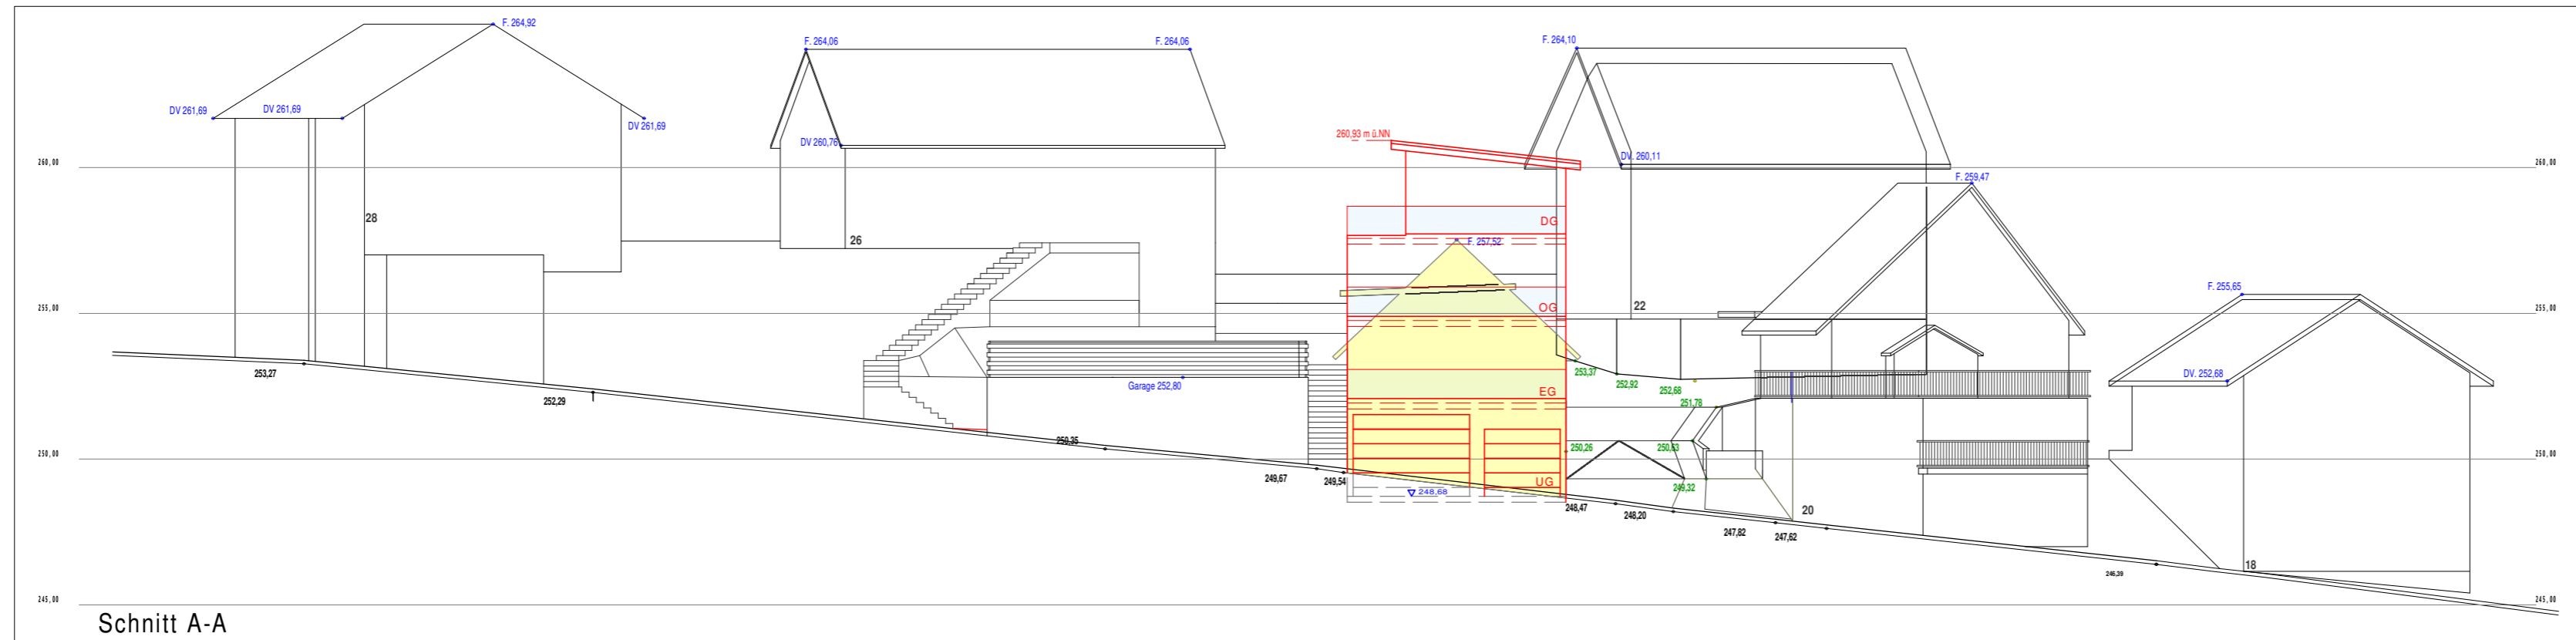 F. 264,92
F. 264,06
F. 264,06
F. 264,10
DV 261,69
DV 261,69
DV 261,69
260,93 m ü.NN
DV 260,76
DV. 260,11
260,00
260,00
F. 259,47
28
26
DG
F. 257,52
F. 255,65
22
OG
255,00
255,00
253,27
252,29
Garage 252,80
EG
253,37
252,92
252,68
251,78
DV. 252,68
250,35
250,26
250,63
250,00
250,00
249,67
249,54
UG
248,68
249,32
248,47
248,20
20
247,82
247,62
246,39
18
245,00
245,00
Schnitt A-A